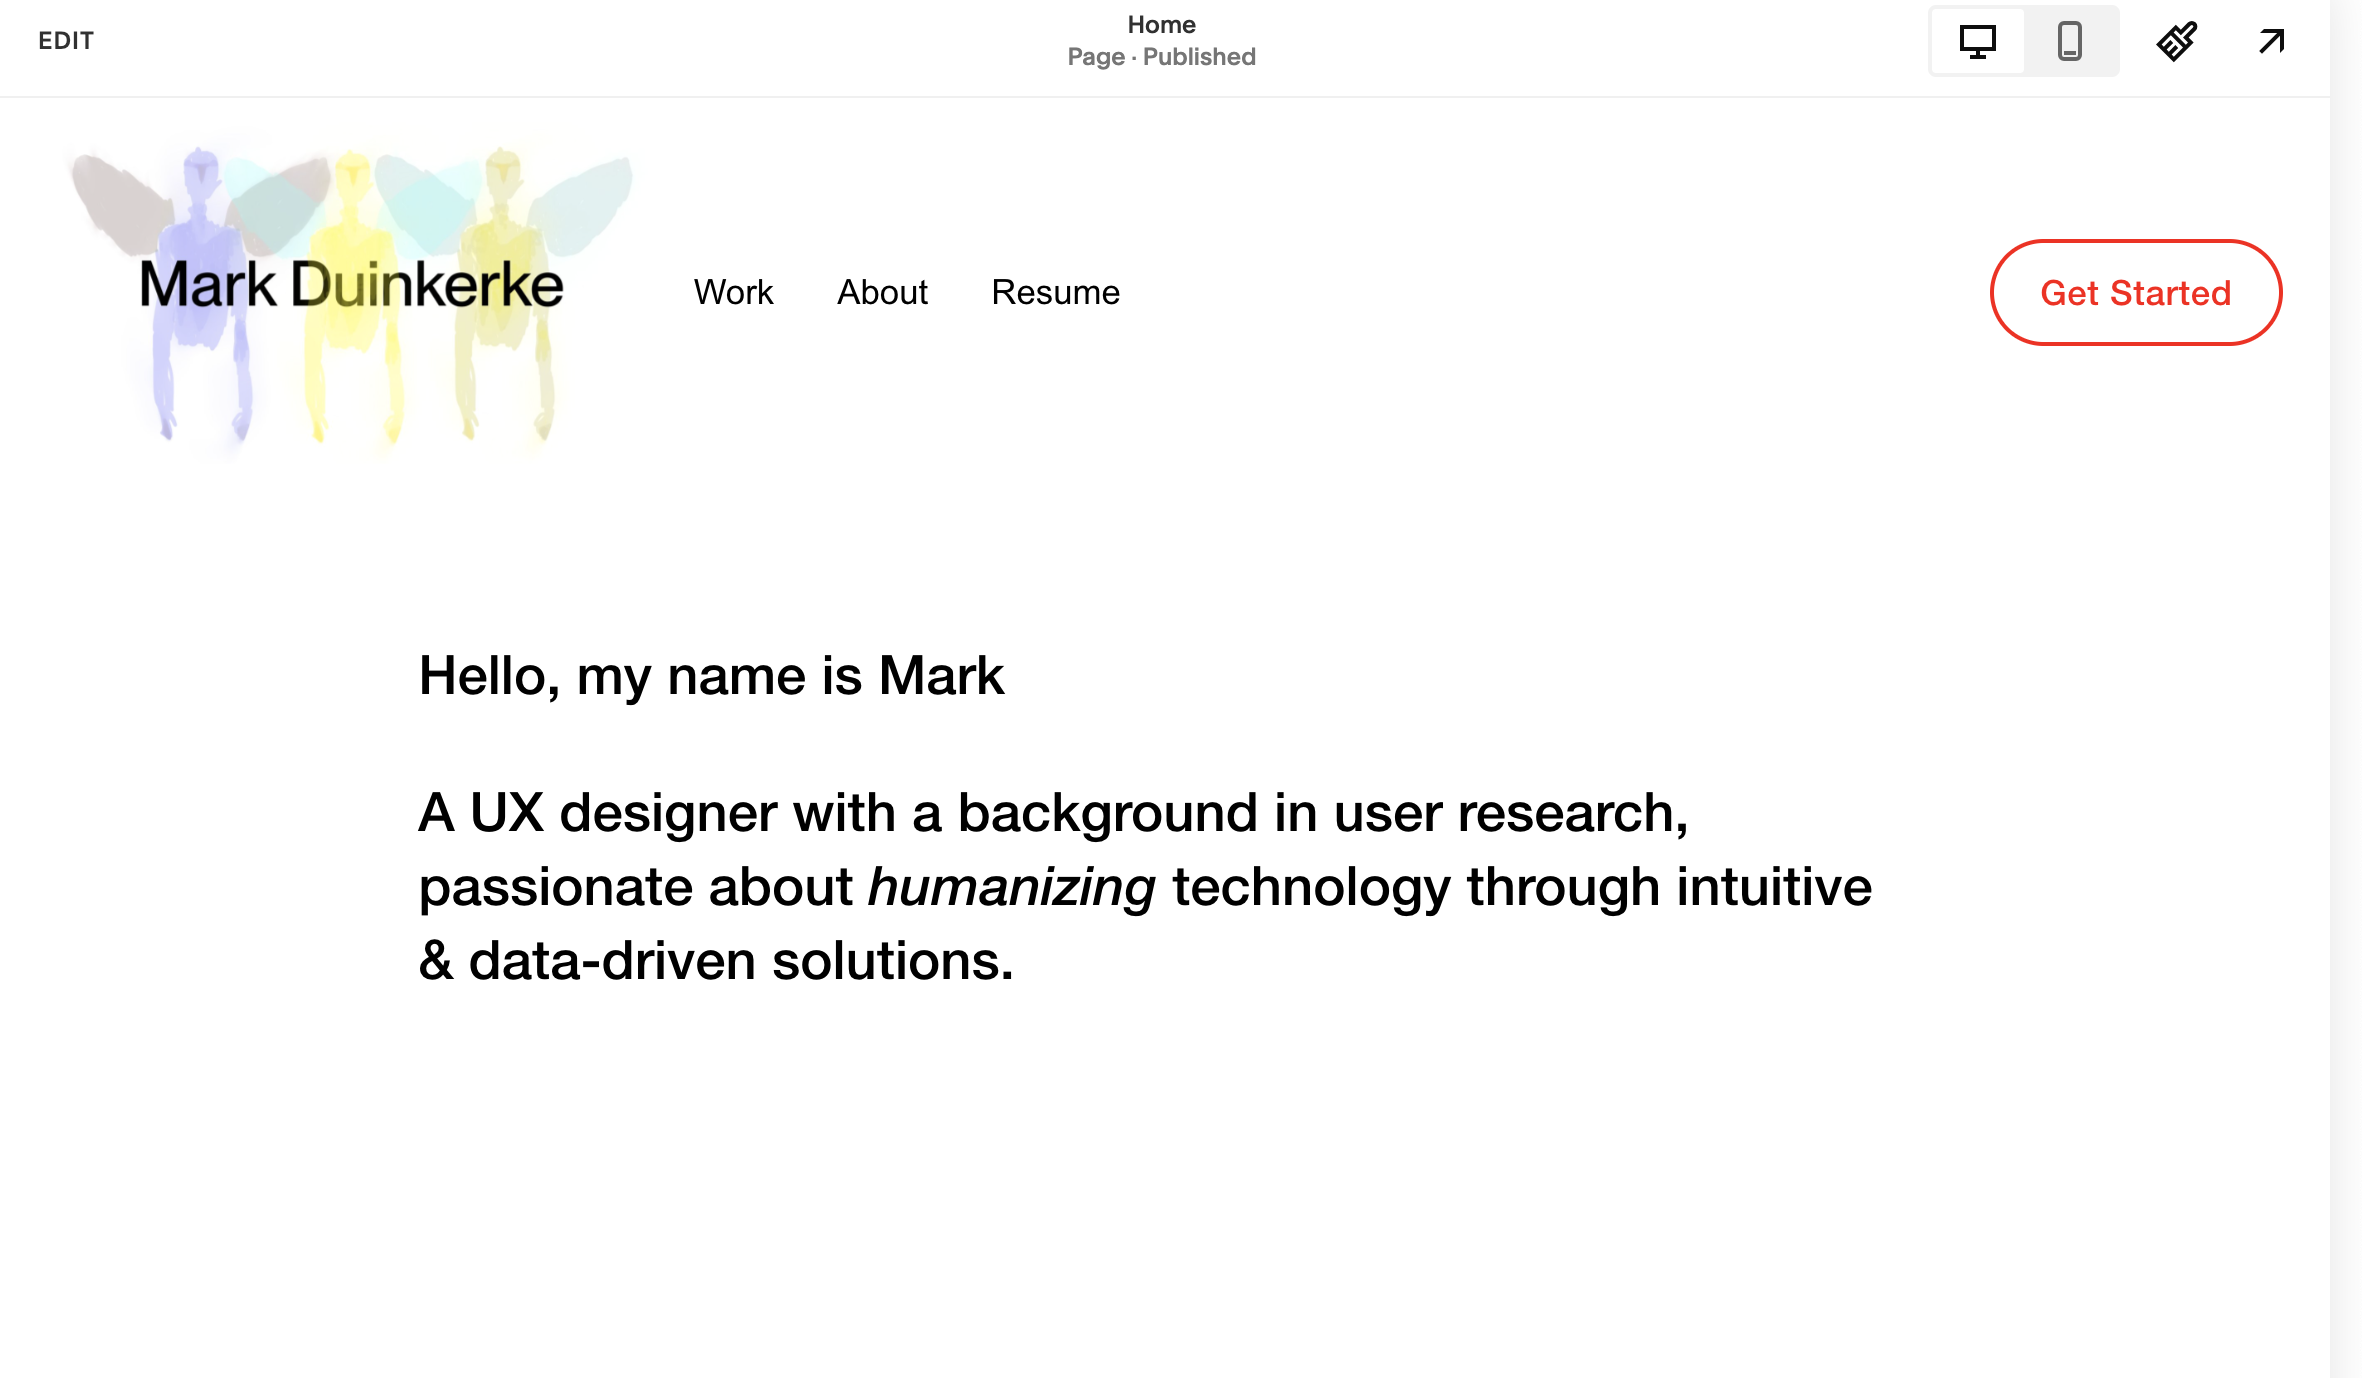 EDIT
Home
Page · Published
Mark Duinkerke
Work
About
Resume
Get Started
Hello, my name is Mark
A UX designer with a background in user research,
passionate about humanizing technology through intuitive
& data-driven solutions.